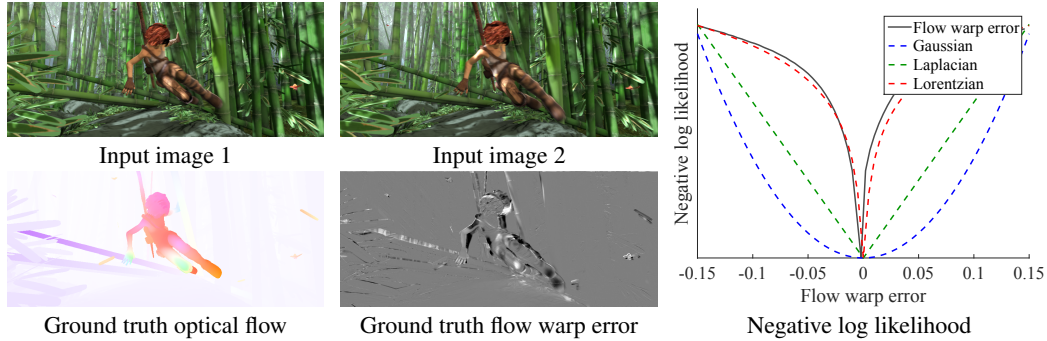 Input image 1
Input image 2
Ground truth optical flow
Ground truth flow warp error
Negative log likelihood
Flow warp error
Gaussian
Laplacian
Lorentzian
-0.15
-0.1
-0.05
0
0.05
0.1
0.15
Flow warp error
Negative log likelihood